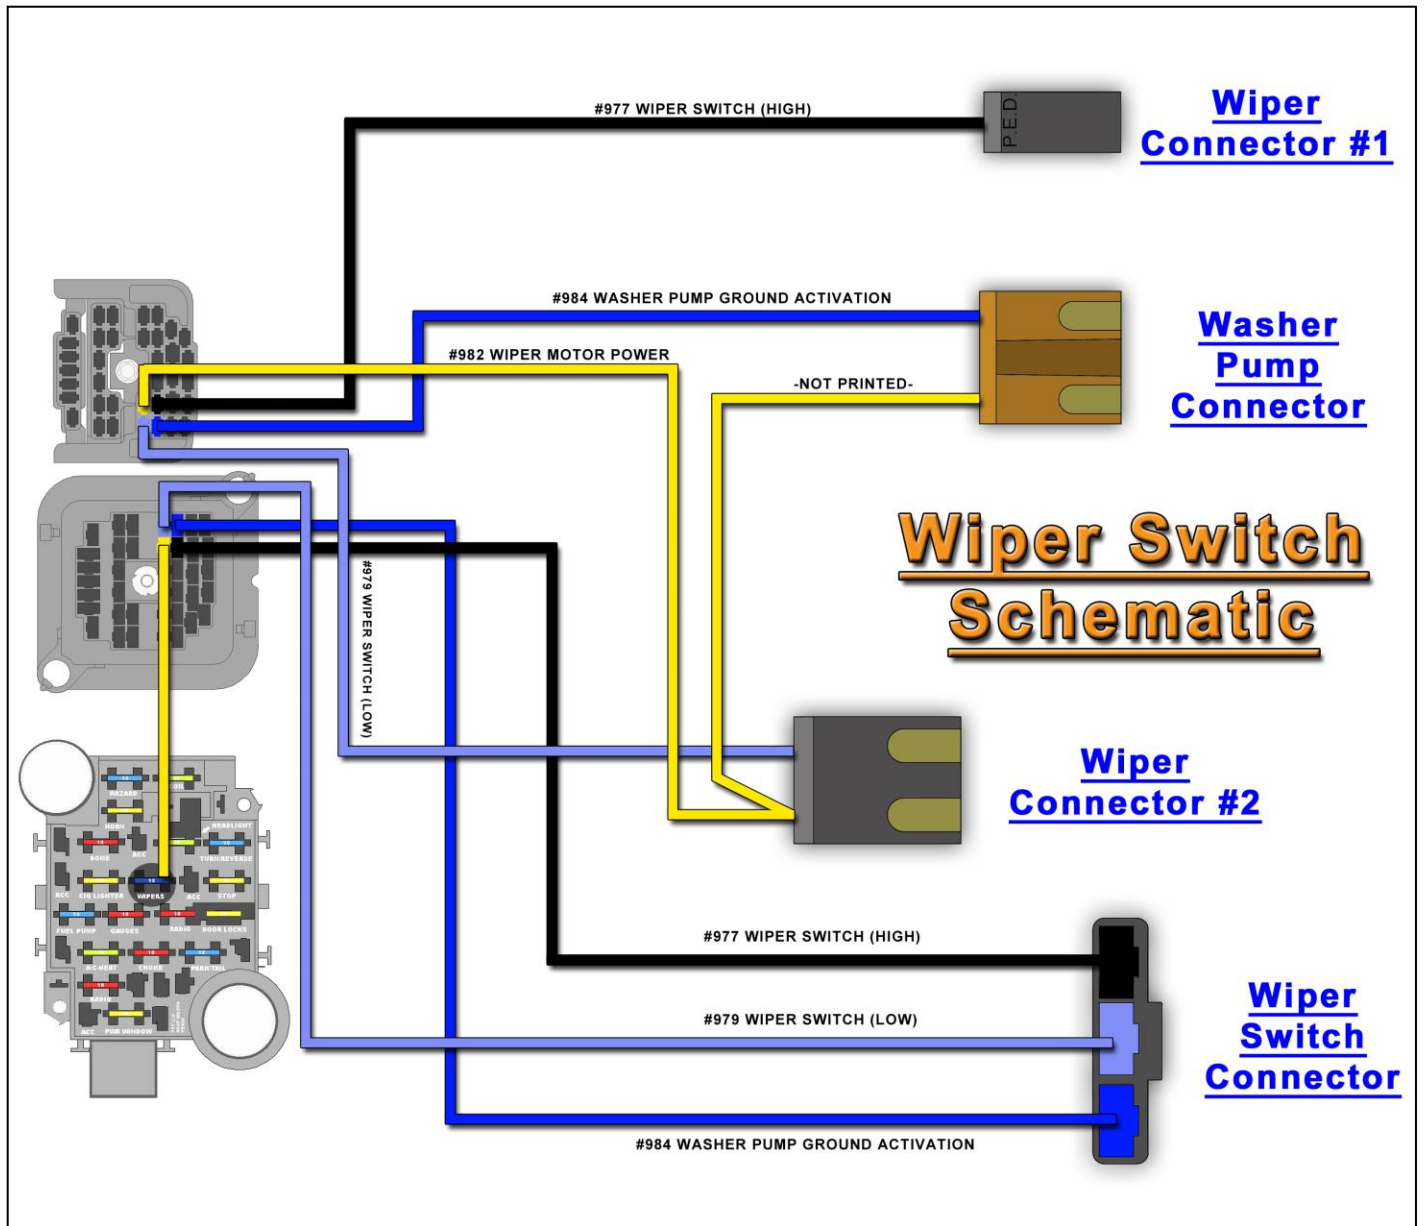 #977 WIPER SWITCH (HIGH)
P.E.D.
Wiper
Connector #1
#984 WASHER PUMP GROUND ACTIVATION
Washer
Pump
Connector
#982 WIPER MOTOR POWER
-NOT PRINTED-
Wiper Switch
Schematic
#979 WIPER SWITCH (LOW)
Wiper
Connector #2
HAZARD
COIL
HORN
HEADLIGHT
DOME
ACC
TURN/REVERSE
ACC
CIG LIGHTER
WIPERS
ACC
STOP
FUEL PUMP
GAUGES
RADIO
DOOR LOCKS
A/C-HEAT
CHOKE
PARK/TAIL
RADIO
ACC
PWR WINDOW
#977 WIPER SWITCH (HIGH)
#979 WIPER SWITCH (LOW)
#984 WASHER PUMP GROUND ACTIVATION
Wiper
Switch
Connector